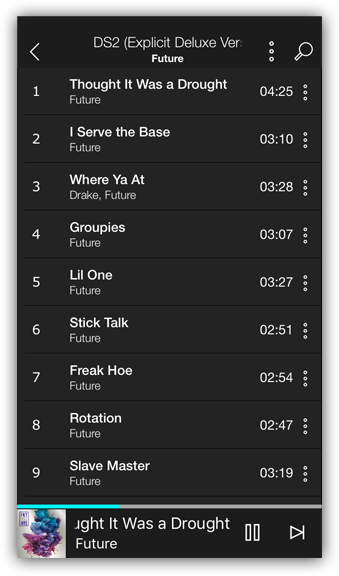 DS2 (Explicit Deluxe Ver
Future
1 Thought It Was a Drought 04:25
Future
2 I Serve the Base 03:10
Future
3 Where Ya At 03:28
Drake, Future
4 Groupies 03:07
Future
5 Lil One 03:27
Future
6 Stick Talk 02:51
Future
7 Freak Hoe 02:54
Future
8 Rotation 02:47
Future
9 Slave Master 03:19
Future
ught It Was a Drought
Future